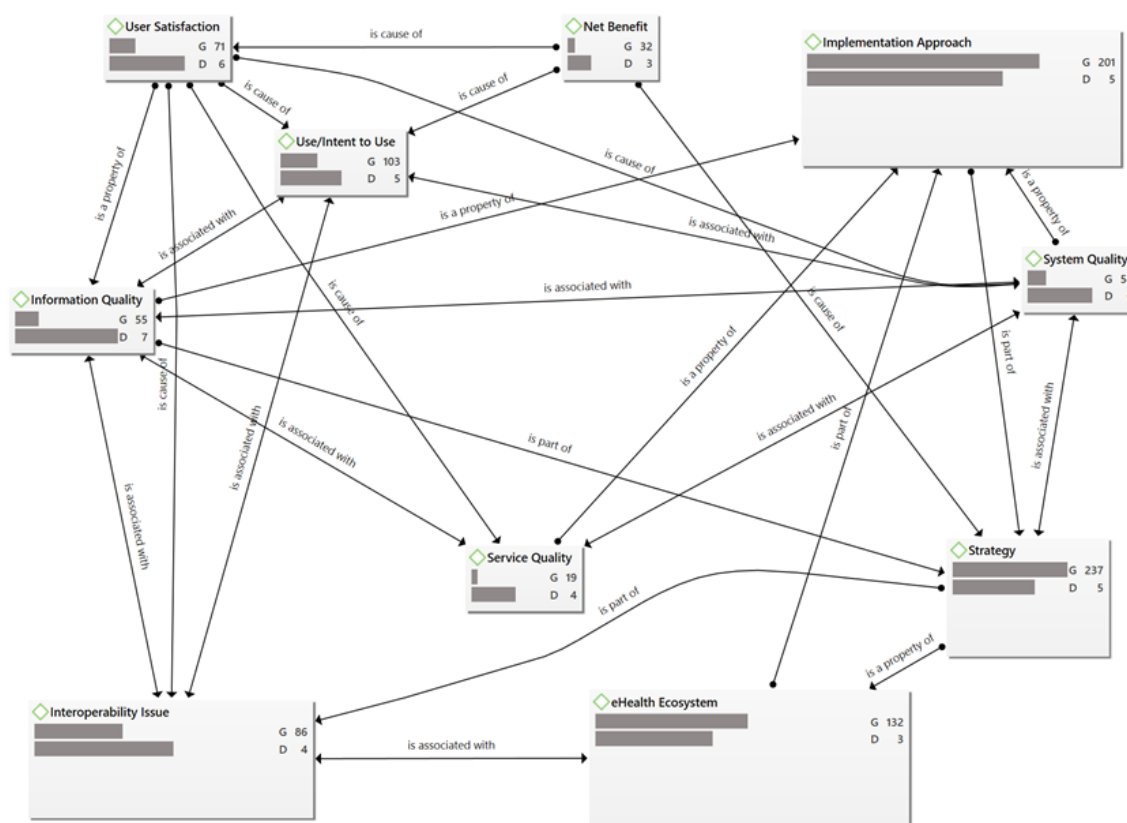 User Satisfaction
G 71
D 6
Net Benefit
G 32
D 3
Implementation Approach
G 201
D 5
is cause of
is cause of
is cause of
Use/Intent to Use
G 103
D 5
is a property of
is cause of
is a property of
is associated with
is a property of
is associated with
System Quality
G 5
D
Information Quality
G 55
D 7
is associated with
is cause of
is cause of
is cause of
is a property of
is part of
is associated with
is associated with
is associated with
is part of
is associated with
is part of
is associated with
Service Quality
G 19
D 4
Strategy
G 237
D 5
is part of
is a property of
Interoperability Issue
G 86
D 4
eHealth Ecosystem
G 132
D 3
is associated with